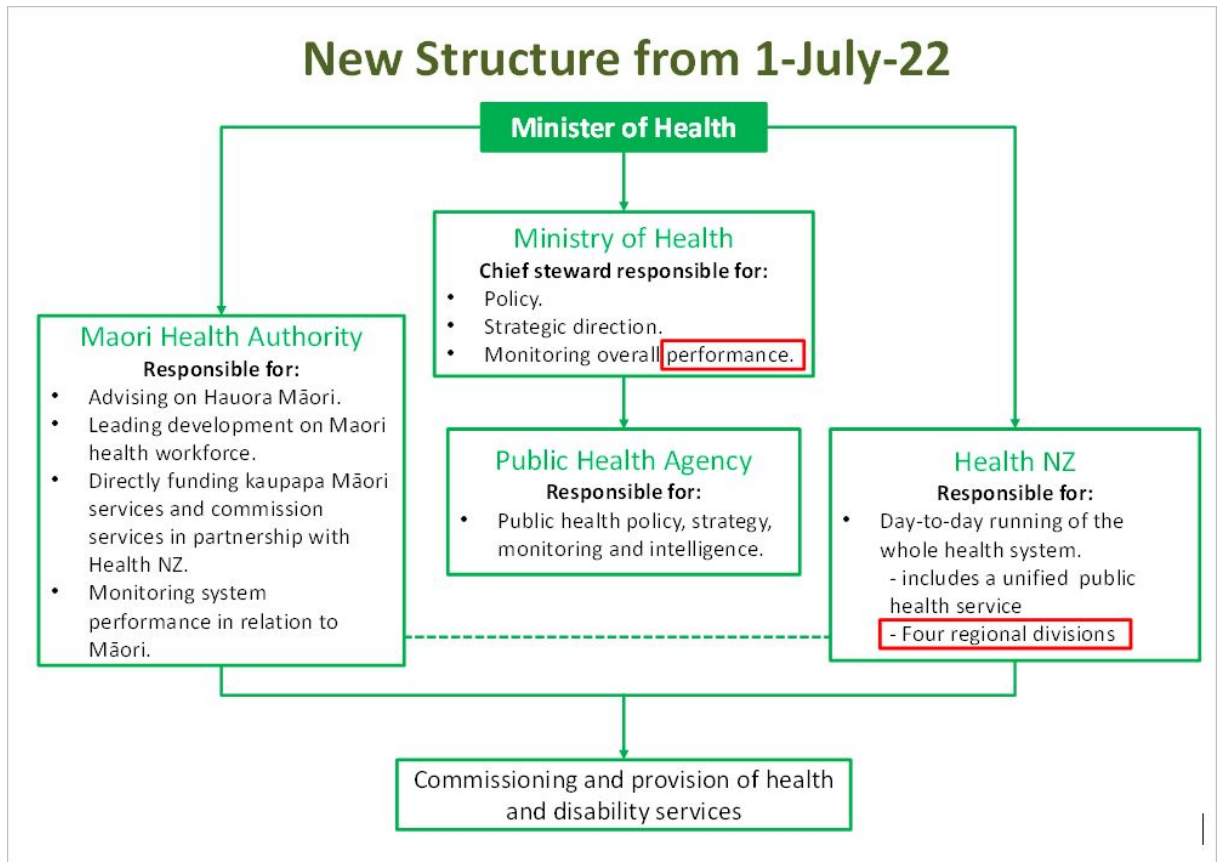 New Structure from 1-July-22
Minister of Health
Ministry of Health
Chief steward responsible for:
• Policy.
• Strategic direction.
• Monitoring overall performance.
Maori Health Authority
Responsible for:
• Advising on Hauora Māori.
• Leading development on Maori
health workforce.
• Directly funding kaupapa Māori
services and commission
services in partnership with
Health NZ.
• Monitoring system
performance in relation to
Māori.
Public Health Agency
Responsible for:
• Public health policy, strategy,
monitoring and intelligence.
Health NZ
Responsible for:
• Day-to-day running of the
whole health system.
- includes a unified public
health service
- Four regional divisions
Commissioning and provision of health
and disability services